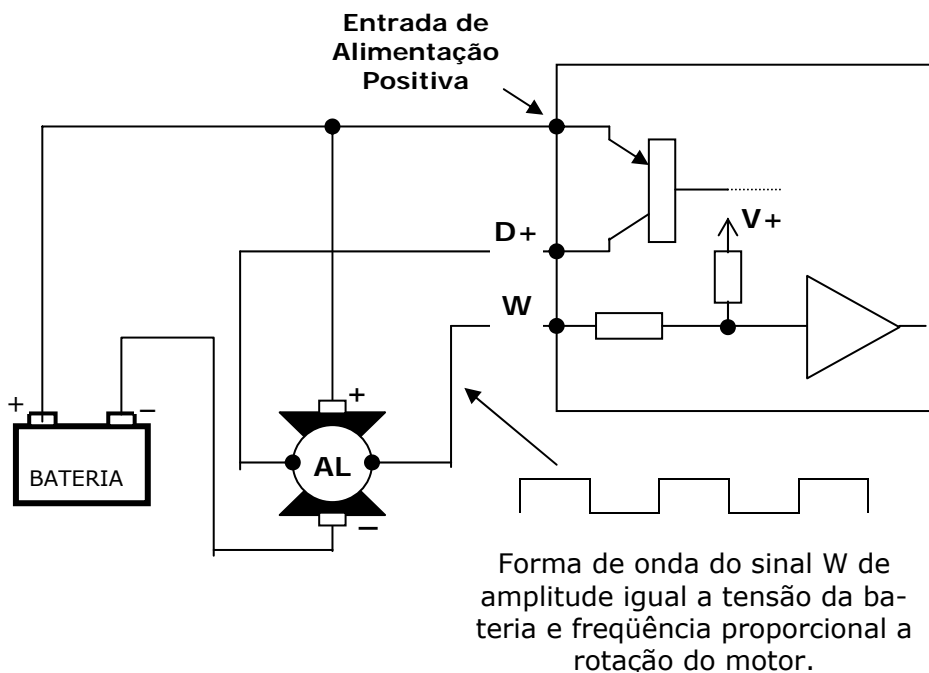 Entrada de
Alimentação
Positiva
D+
V+
W
+
–
+
BATERIA
AL
–
Forma de onda do sinal W de
amplitude igual a tensão da ba-
teria e freqüência proporcional a
rotação do motor.